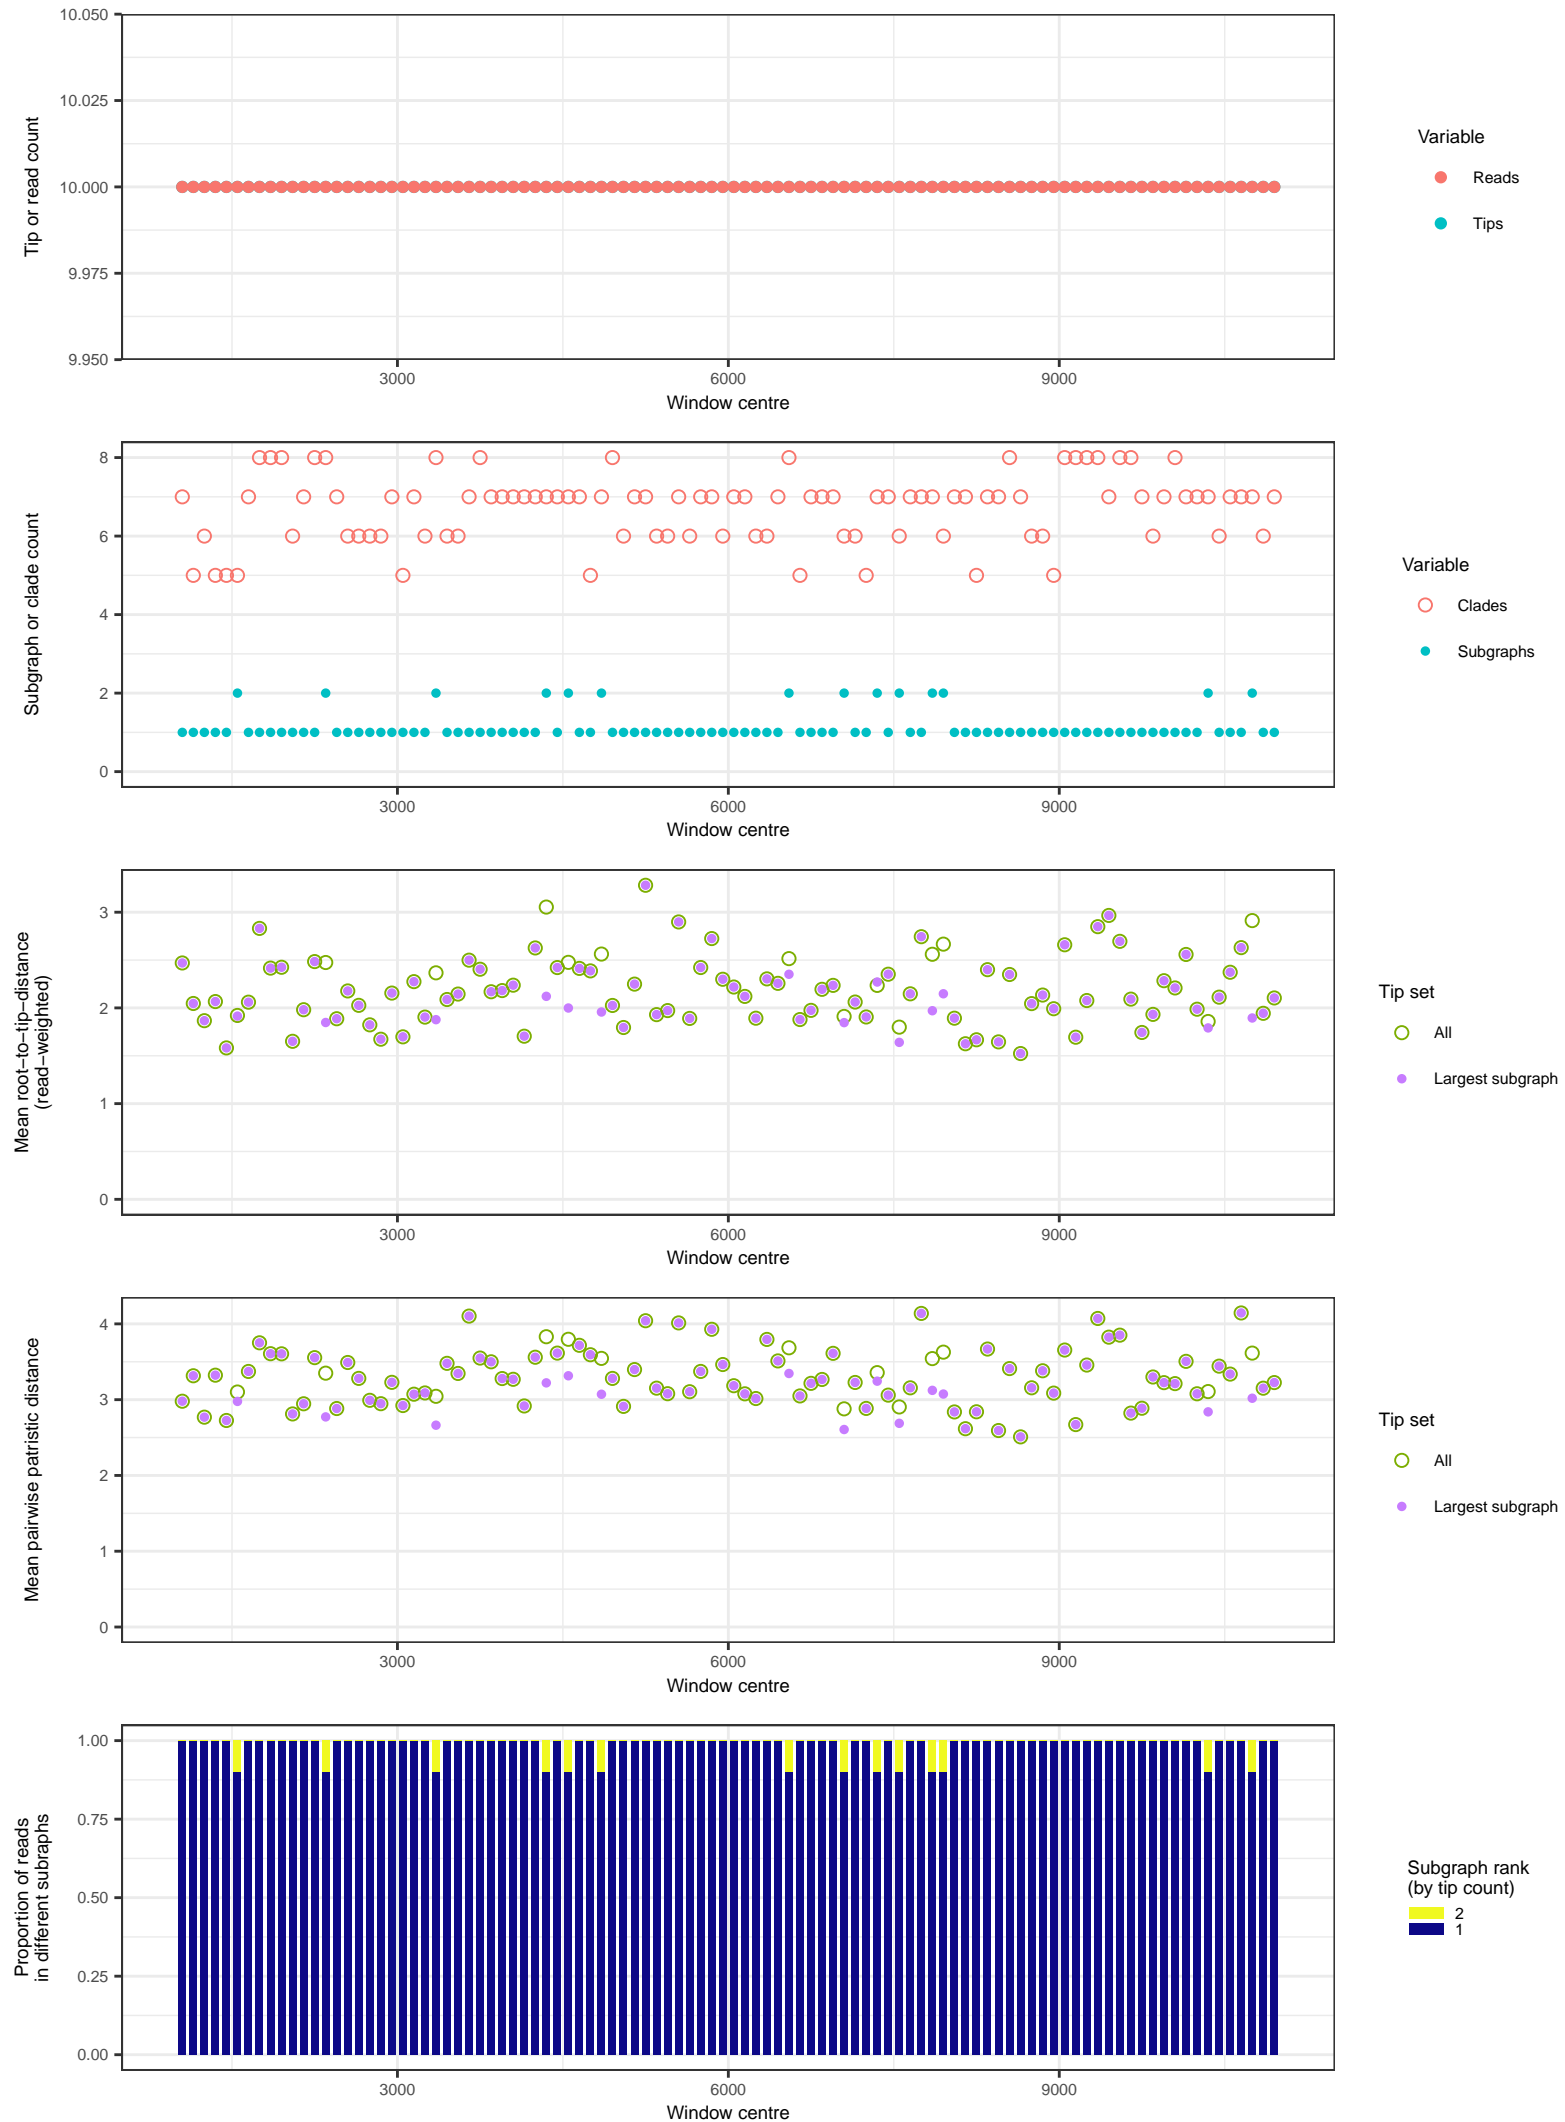 10.050
10.025
10.000
9.975
9.950
Tip or read count
3000 6000 9000
Window centre
Variable
Reads
Tips
8
6
4
2
0
Subgraph or clade count
3000 6000 9000
Window centre
Variable
Clades
Subgraphs
3
2
1
0
Mean root−to−tip−distance
(read−weighted)
3000 6000 9000
Window centre
Tip set
All
Largest subgraph
4
3
2
1
0
Mean pairwise patristic distance
3000 6000 9000
Window centre
Tip set
All
Largest subgraph
1.00
0.75
0.50
0.25
0.00
Proportion of reads
in different subraphs
3000 6000 9000
Window centre
Subgraph rank
(by tip count)
2
1